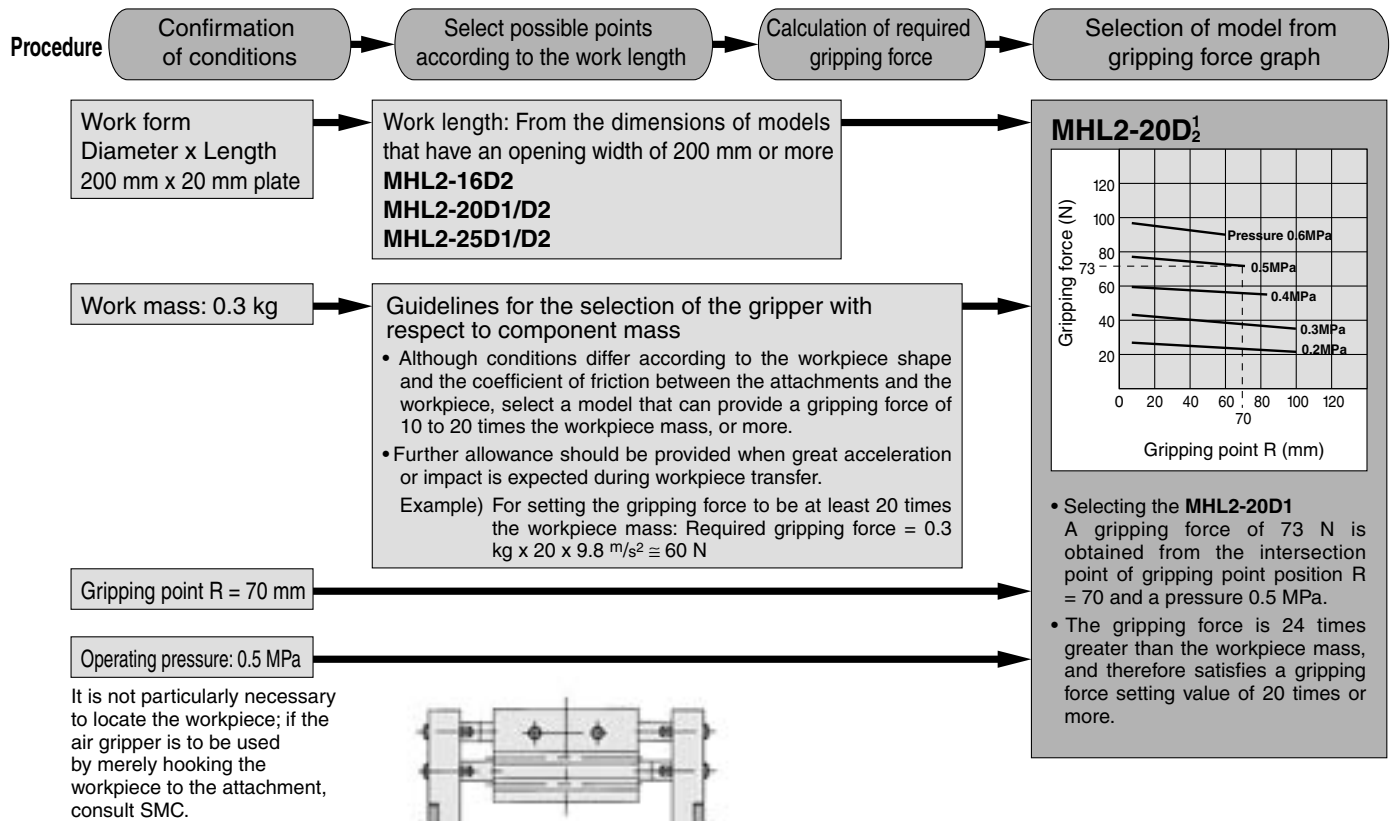 Procedure
Confirmation
of conditions
Select possible points
according to the work length
Calculation of required
gripping force
Selection of model from
gripping force graph
Work form
Diameter x Length
200 mm x 20 mm plate
Work length: From the dimensions of models
that have an opening width of 200 mm or more
MHL2-16D2
MHL2-20D1/D2
MHL2-25D1/D2
Work mass: 0.3 kg
Guidelines for the selection of the gripper with
respect to component mass
• Although conditions differ according to the workpiece shape
and the coefficient of friction between the attachments and the
workpiece, select a model that can provide a gripping force of
10 to 20 times the workpiece mass, or more.
• Further allowance should be provided when great acceleration
or impact is expected during workpiece transfer.
Example) For setting the gripping force to be at least 20 times
the workpiece mass: Required gripping force = 0.3
kg x 20 x 9.8 m/s² ≅ 60 N
Gripping point R = 70 mm
Operating pressure: 0.5 MPa
It is not particularly necessary
to locate the workpiece; if the
air gripper is to be used
by merely hooking the
workpiece to the attachment,
consult SMC.
MHL2-20D½
Gripping force (N)
120
100
80
73
60
40
20
Pressure 0.6MPa
0.5MPa
0.4MPa
0.3MPa
0.2MPa
0 20 40 60 80 100 120
70
Gripping point R (mm)
• Selecting the MHL2-20D1
A gripping force of 73 N is
obtained from the intersection
point of gripping point position R
= 70 and a pressure 0.5 MPa.
• The gripping force is 24 times
greater than the workpiece mass,
and therefore satisfies a gripping
force setting value of 20 times or
more.